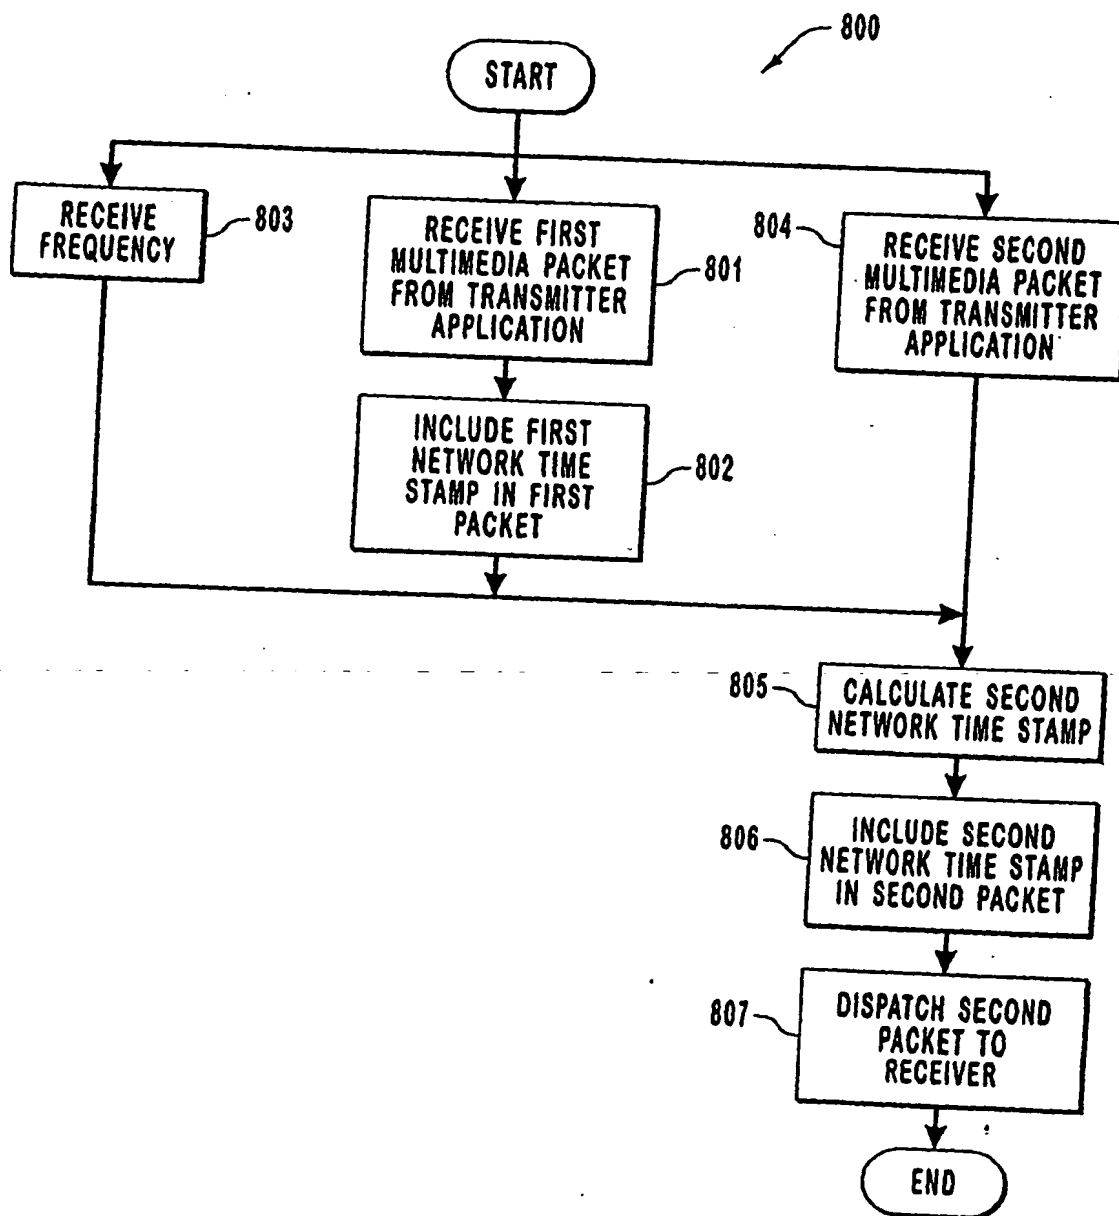 800
START
RECEIVE
FREQUENCY
803
RECEIVE FIRST
MULTIMEDIA PACKET
FROM TRANSMITTER
APPLICATION
801
804
RECEIVE SECOND
MULTIMEDIA PACKET
FROM TRANSMITTER
APPLICATION
INCLUDE FIRST
NETWORK TIME
STAMP IN FIRST
PACKET
802
805
CALCULATE SECOND
NETWORK TIME STAMP
806
INCLUDE SECOND
NETWORK TIME STAMP
IN SECOND PACKET
807
DISPATCH SECOND
PACKET TO
RECEIVER
END